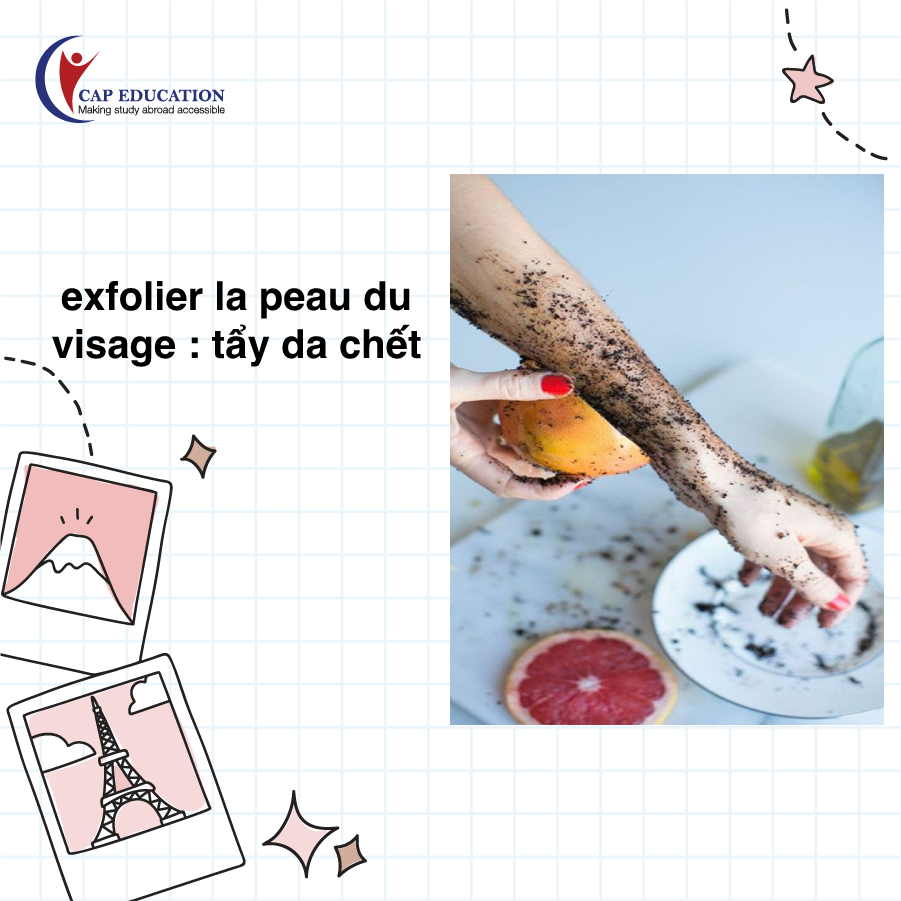 CAP EDUCATION
Making study abroad accessible
exfolier la peau du
visage : tẩy da chết